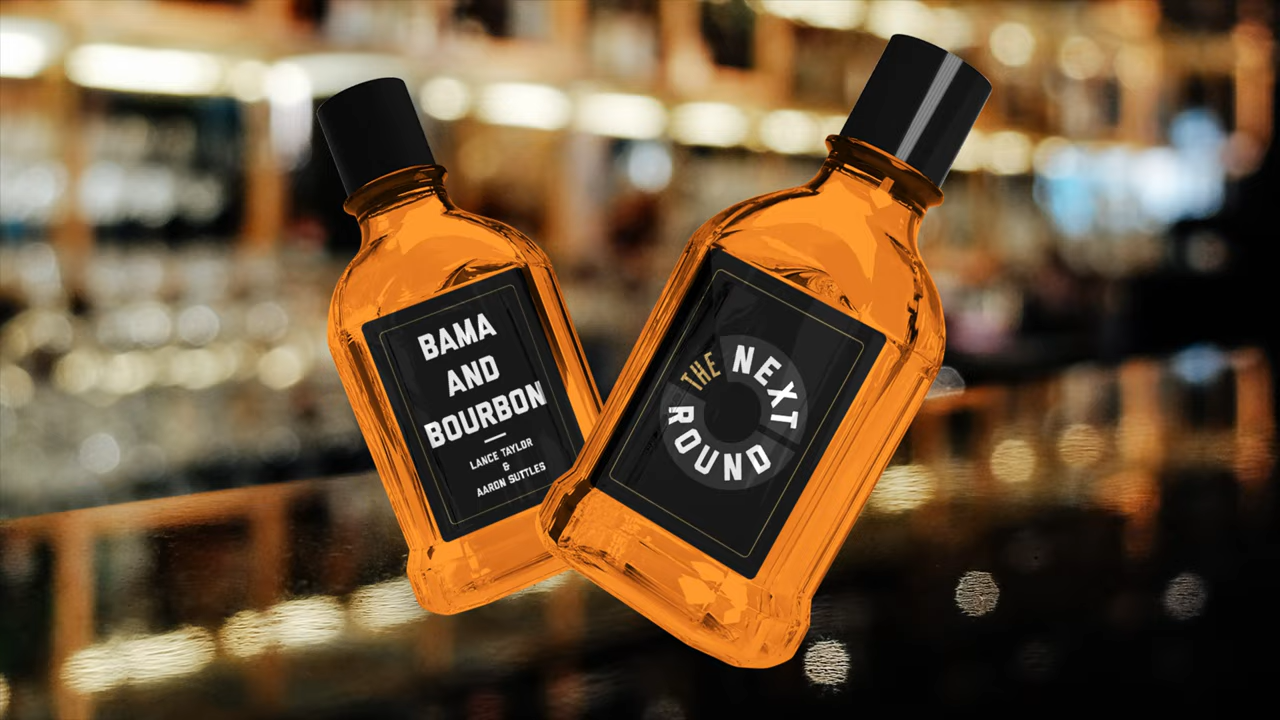 BAMA
AND
BOURBON
LANCE TAYLOR
&
AARON SUTTLES
THE NEXT
ROUND